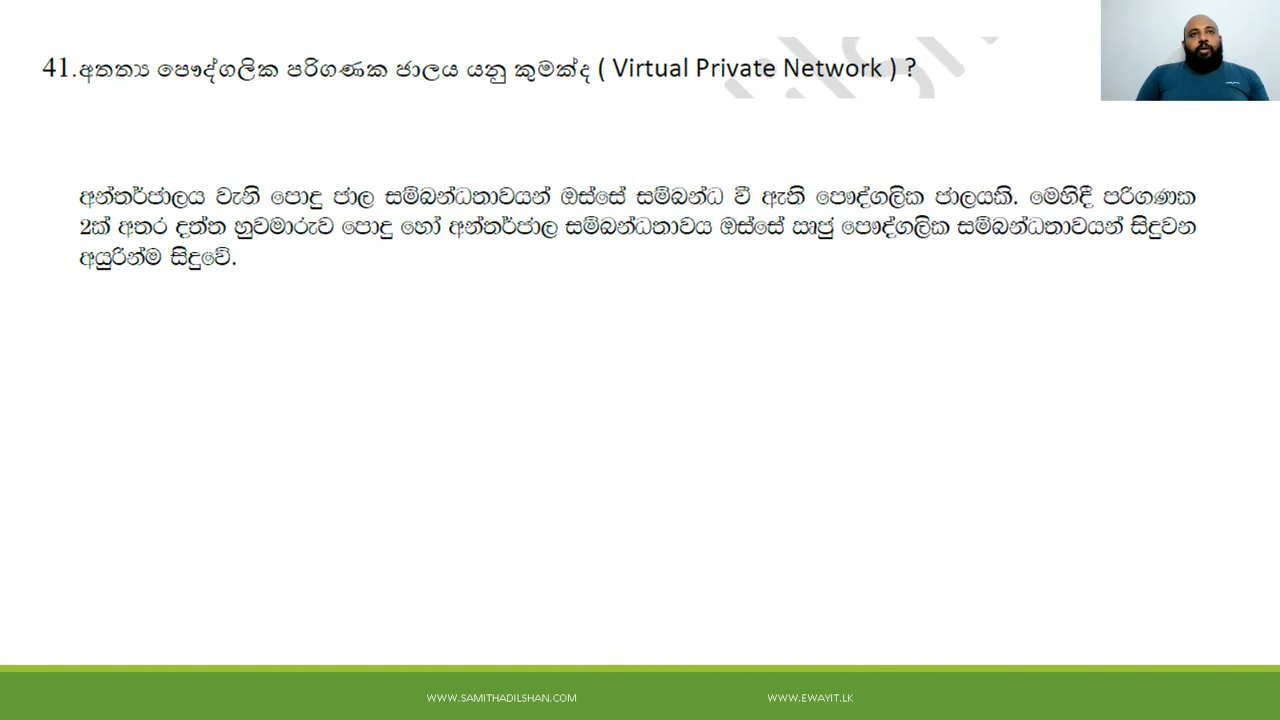 41.අතත්‍ය පෞද්ගලික පරිගණක ජාලය යනු කුමක්ද ( Virtual Private Network ) ?
අන්තර්ජාලය වැනි පොදු ජාල සම්බන්ධතාවයන් ඔස්සේ සම්බන්ධ වී ඇති පෞද්ගලික ජාලයකි. මෙහිදී පරිගණක
2ක් අතර දත්ත හුවමාරුව පොදු හෝ අන්තර්ජාල සම්බන්ධතාවය ඔස්සේ ඍජු පෞද්ගලික සම්බන්ධතාවයන් සිදුවන
අයුරින්ම සිදුවේ.
WWW.SAMITHADILSHAN.COM
WWW.EWAYIT.LK